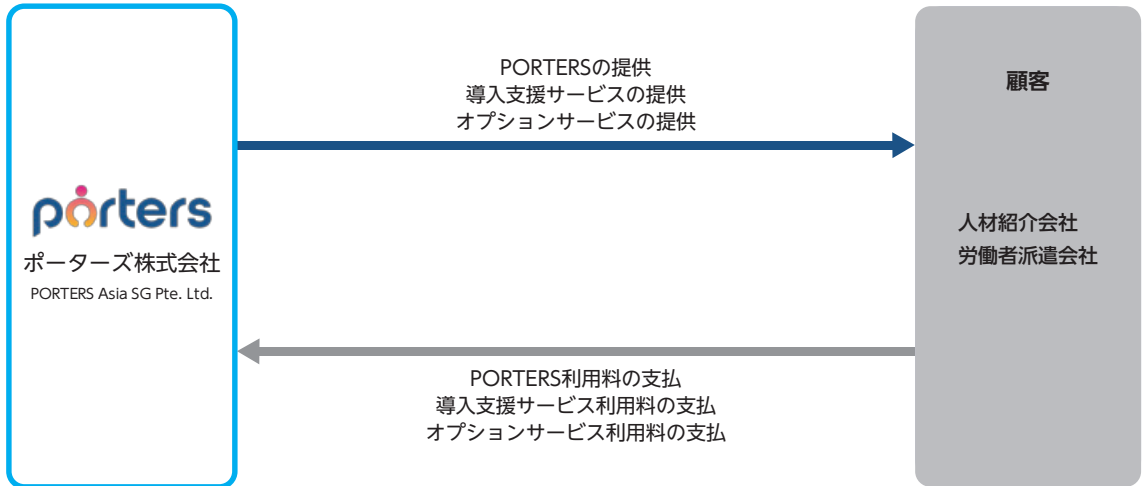 porters
ポーターズ株式会社
PORTERS Asia SG Pte. Ltd.
PORTERSの提供
導入支援サービスの提供
オプションサービスの提供
PORTERS利用料の支払
導入支援サービス利用料の支払
オプションサービス利用料の支払
顧客
人材紹介会社
労働者派遣会社